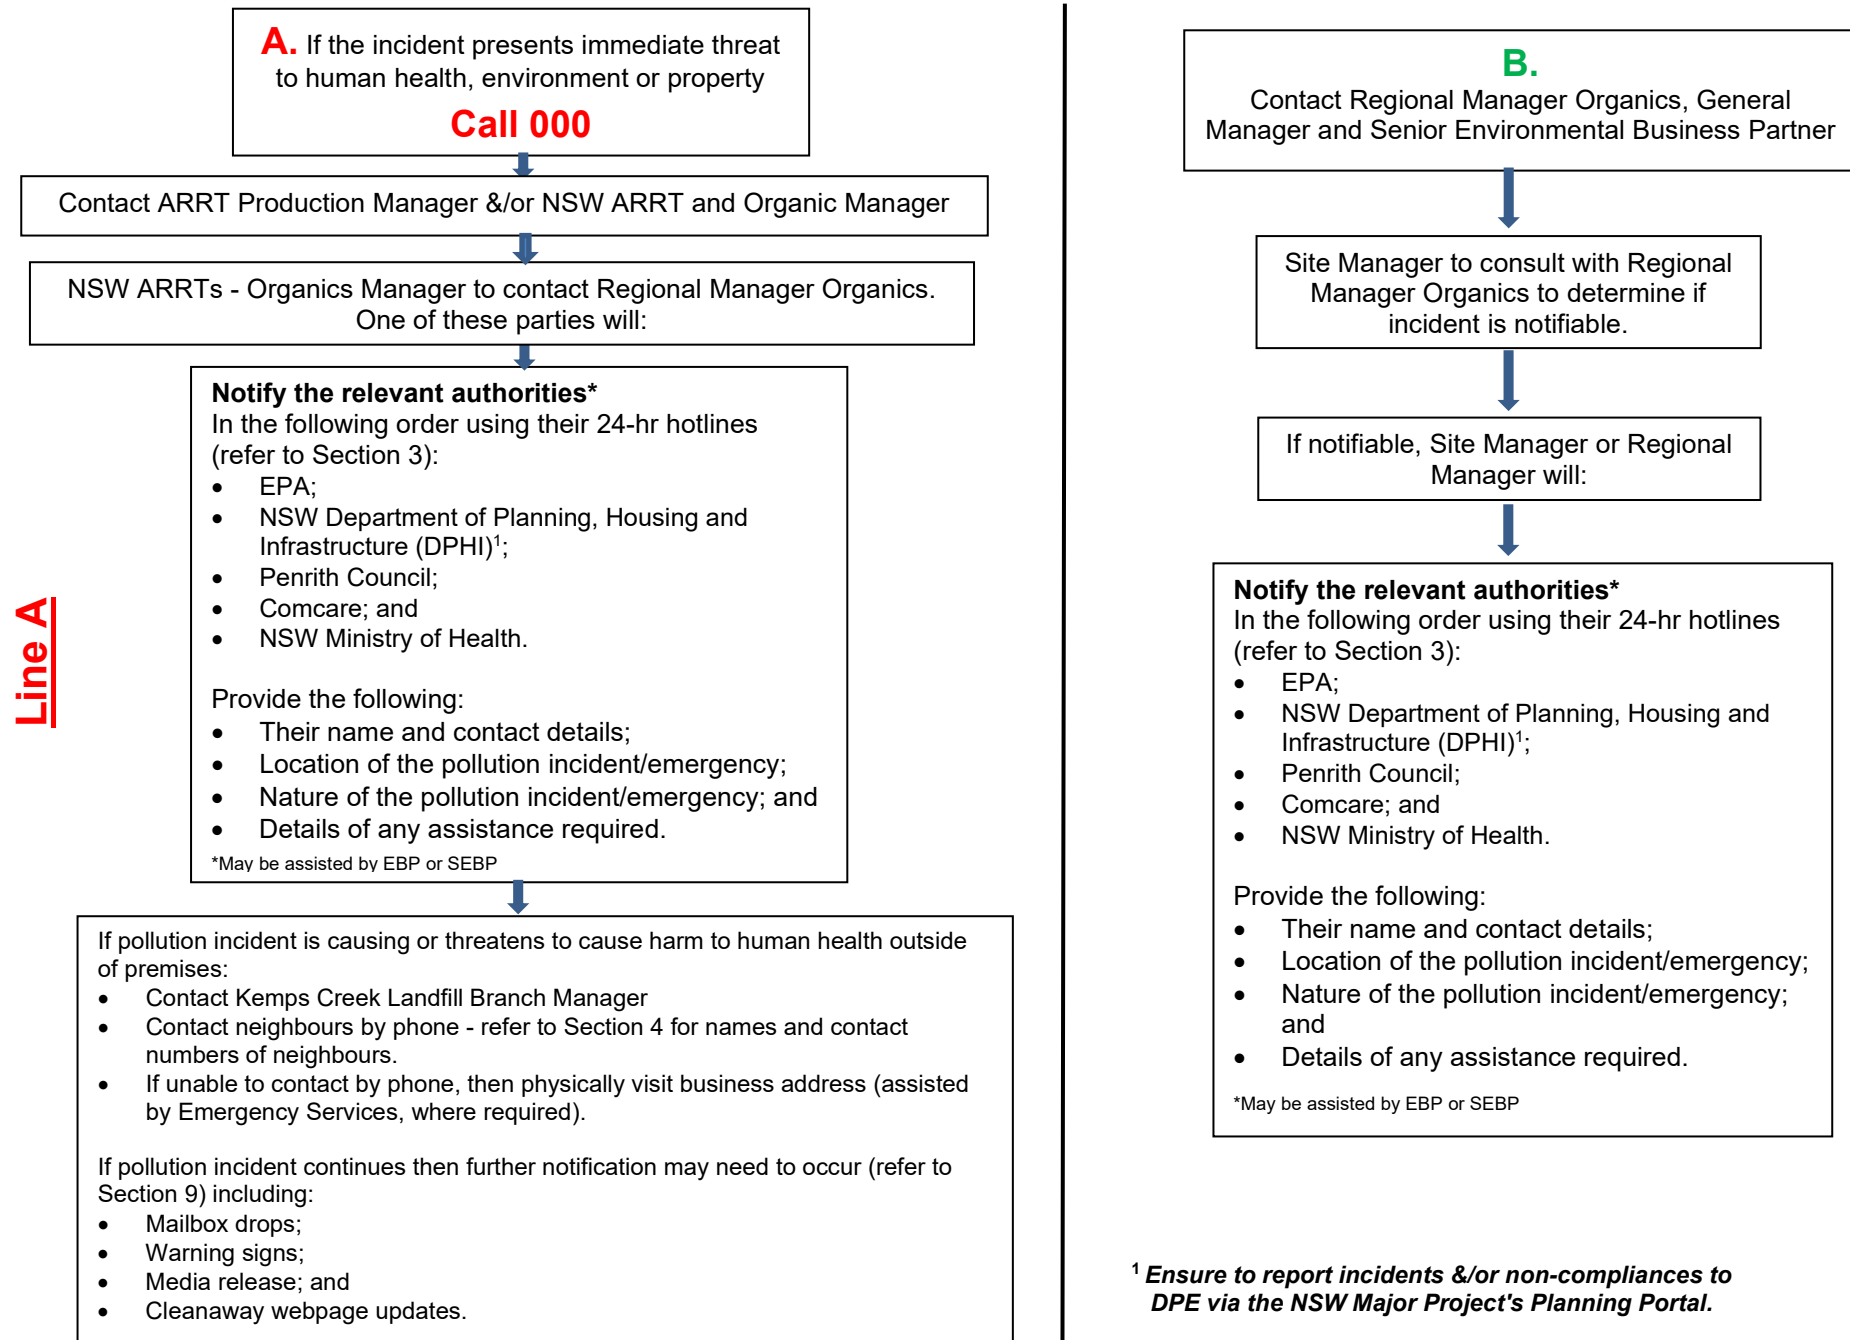 A. If the incident presents immediate threat
to human health, environment or property
Call 000
Contact ARRT Production Manager &/or NSW ARRT and Organic Manager
NSW ARRTs - Organics Manager to contact Regional Manager Organics.
One of these parties will:
Notify the relevant authorities*
In the following order using their 24-hr hotlines
(refer to Section 3):
• EPA;
• NSW Department of Planning, Housing and
Infrastructure (DPHI)¹;
• Penrith Council;
• Comcare; and
• NSW Ministry of Health.
Provide the following:
• Their name and contact details;
• Location of the pollution incident/emergency;
• Nature of the pollution incident/emergency; and
• Details of any assistance required.
*May be assisted by EBP or SEBP
Line A
If pollution incident is causing or threatens to cause harm to human health outside
of premises:
• Contact Kemps Creek Landfill Branch Manager
• Contact neighbours by phone - refer to Section 4 for names and contact
numbers of neighbours.
• If unable to contact by phone, then physically visit business address (assisted
by Emergency Services, where required).
If pollution incident continues then further notification may need to occur (refer to
Section 9) including:
• Mailbox drops;
• Warning signs;
• Media release; and
• Cleanaway webpage updates.
B.
Contact Regional Manager Organics, General
Manager and Senior Environmental Business Partner
Site Manager to consult with Regional
Manager Organics to determine if
incident is notifiable.
If notifiable, Site Manager or Regional
Manager will:
Notify the relevant authorities*
In the following order using their 24-hr hotlines
(refer to Section 3):
• EPA;
• NSW Department of Planning, Housing and
Infrastructure (DPHI)¹;
• Penrith Council;
• Comcare; and
• NSW Ministry of Health.
Provide the following:
• Their name and contact details;
• Location of the pollution incident/emergency;
• Nature of the pollution incident/emergency;
and
• Details of any assistance required.
*May be assisted by EBP or SEBP
¹ Ensure to report incidents &/or non-compliances to
DPE via the NSW Major Project's Planning Portal.